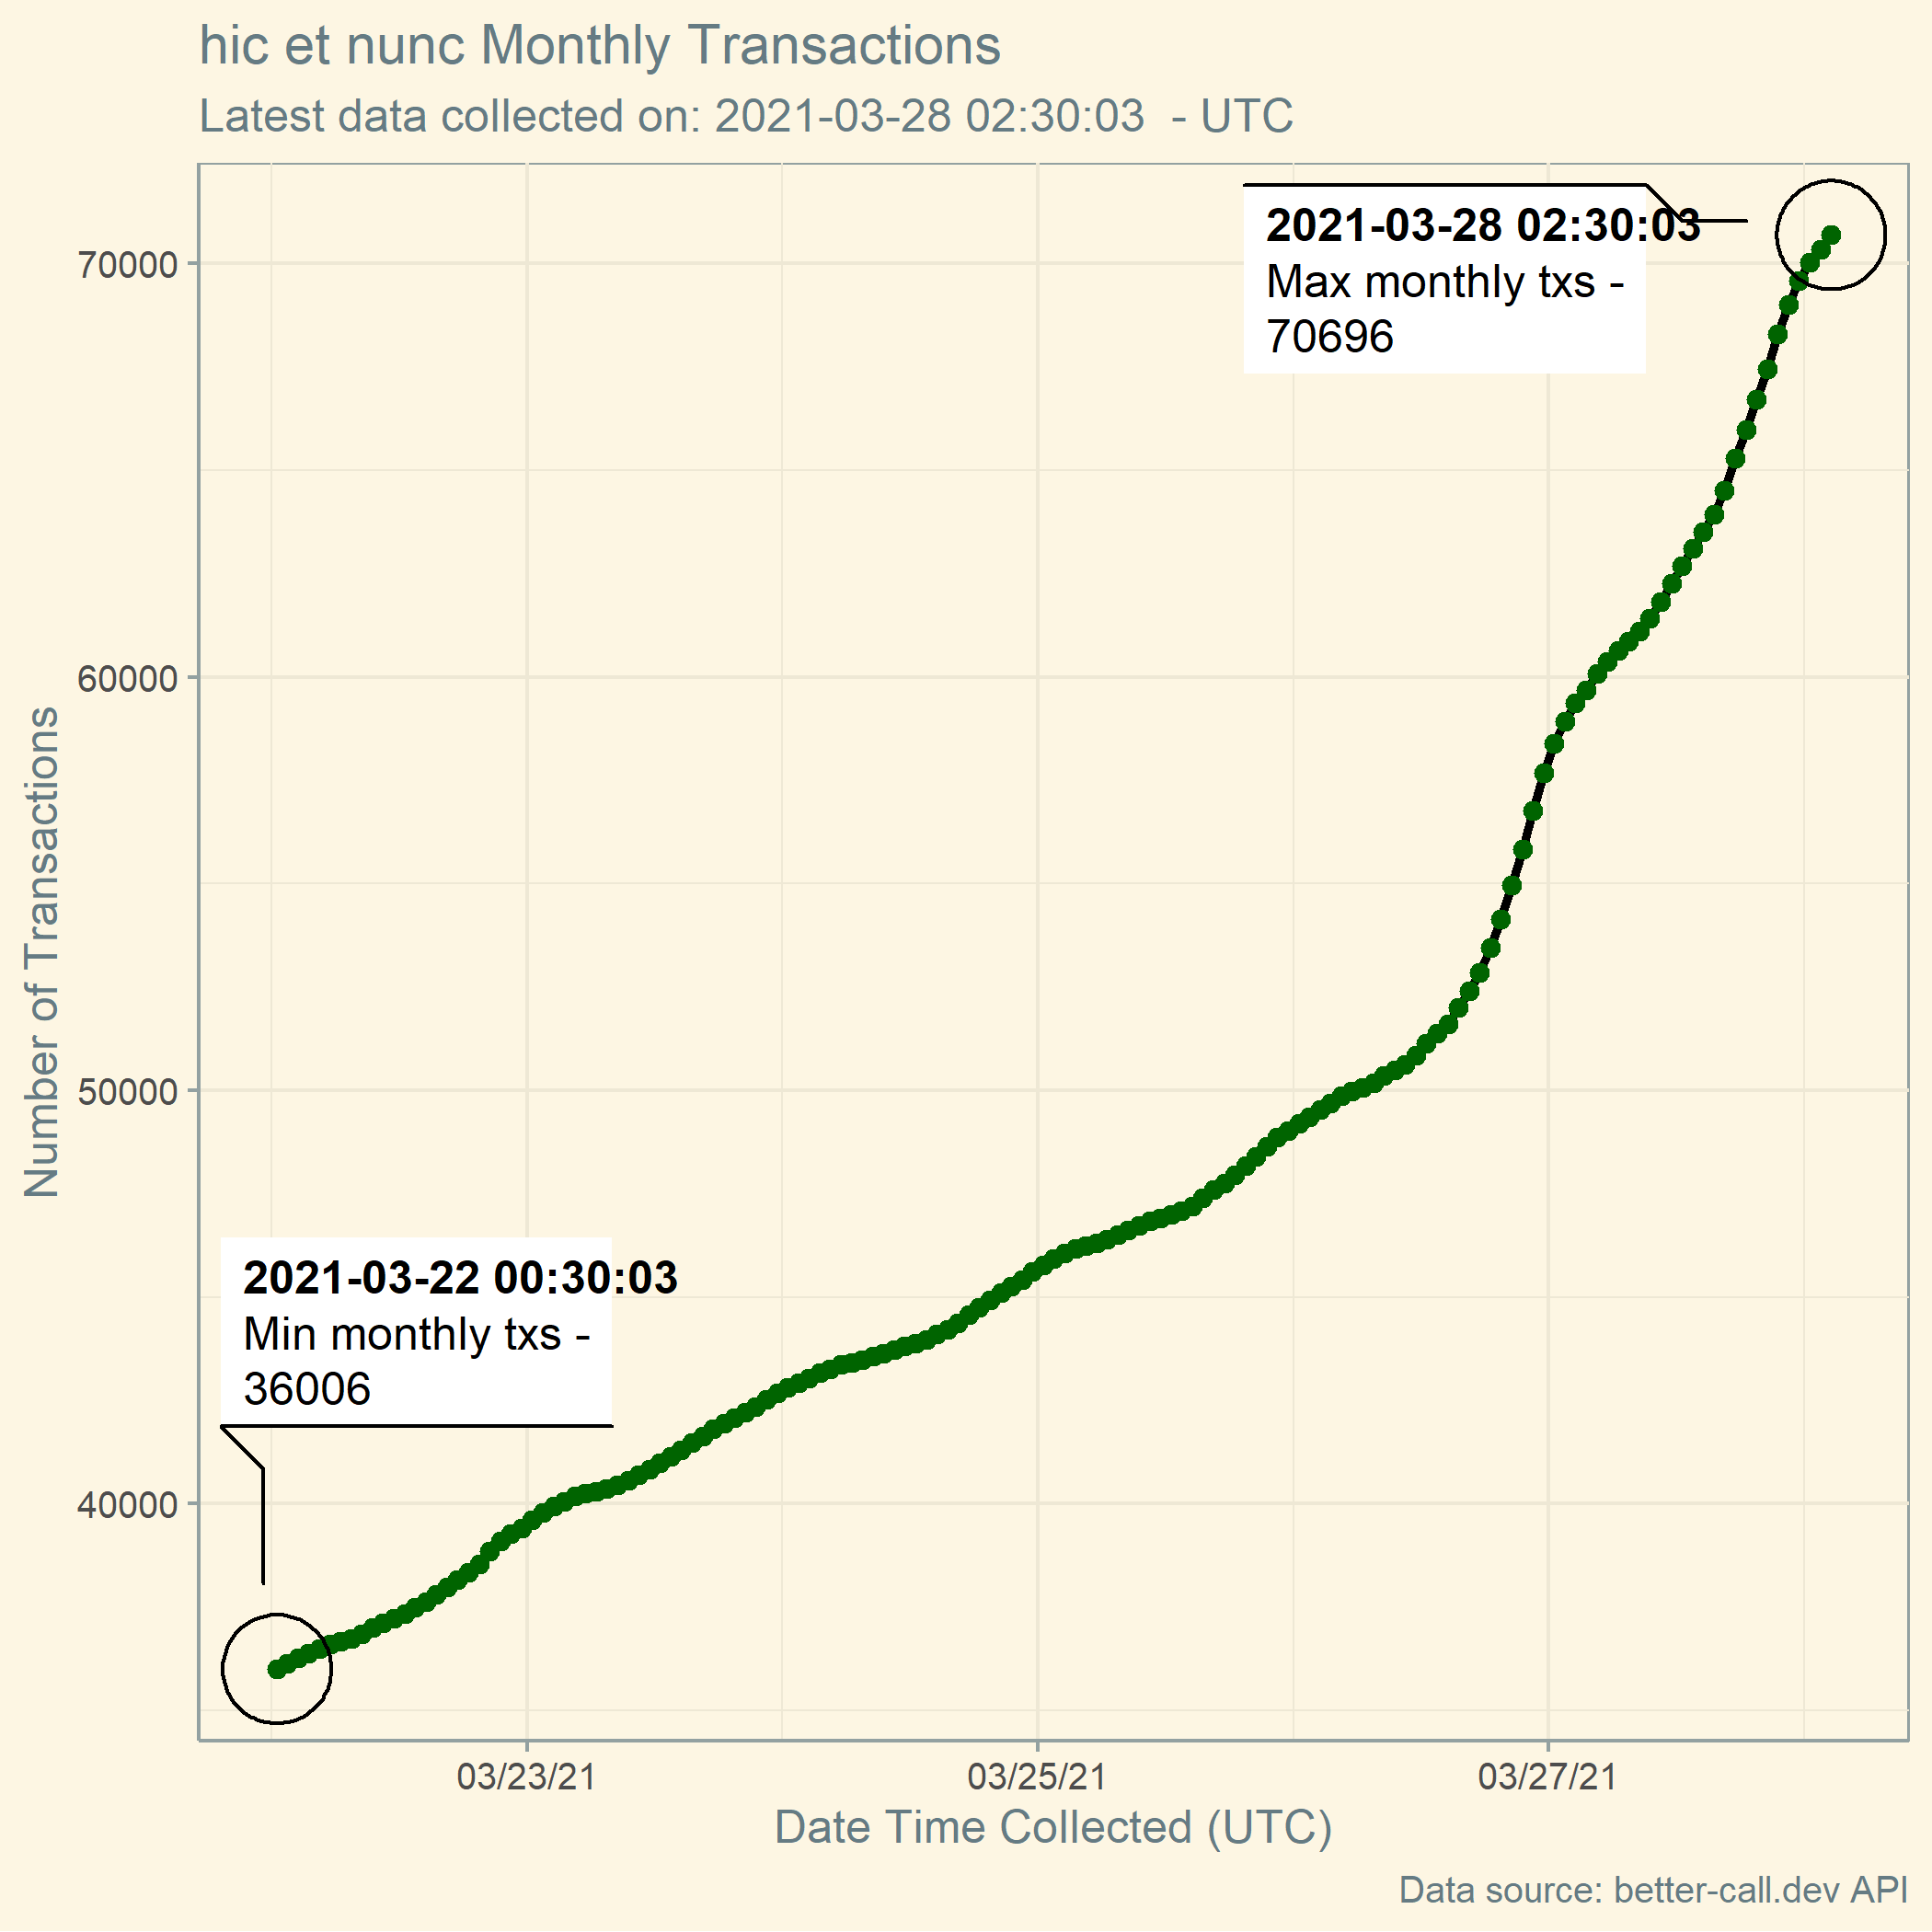 hic et nunc Monthly Transactions
Latest data collected on: 2021-03-28 02:30:03  - UTC
2021-03-28 02:30:03
Max monthly txs -
70696
70000
60000
50000
40000
Number of Transactions
2021-03-22 00:30:03
Min monthly txs -
36006
03/23/21
03/25/21
03/27/21
Date Time Collected (UTC)
Data source: better-call.dev API